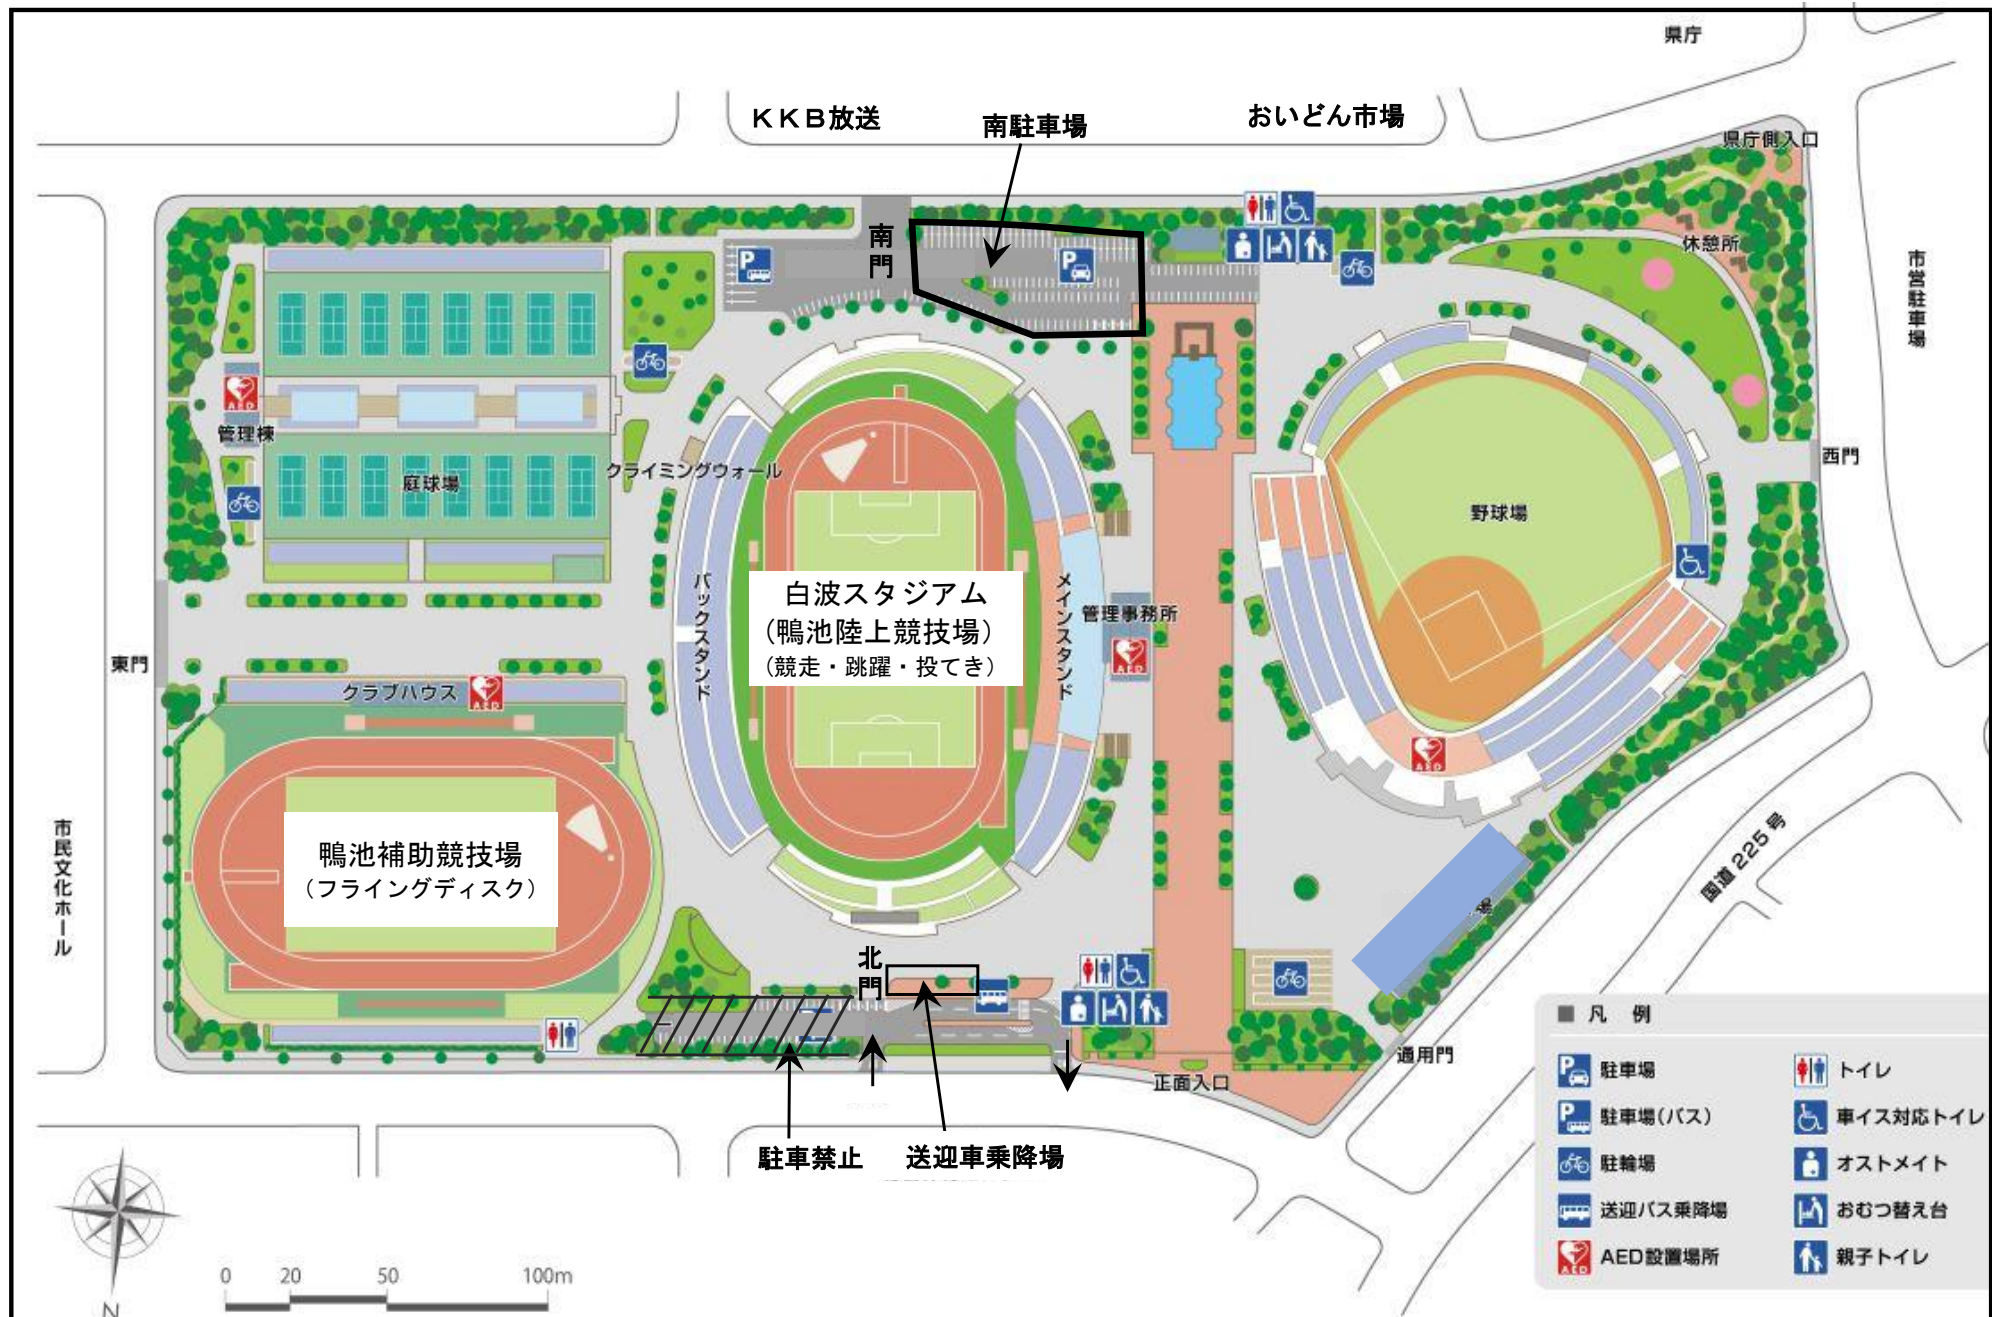 県庁
KKB放送
南駐車場
おいどん市場
県庁側入口
南門
休憩所
市営駐車場
P
P
AED
管理棟
クライミングウォール
庭球場
西門
野球場
バックスタンド
白波スタジアム
(鴨池陸上競技場)
(競走・跳躍・投てき)
メインスタンド
管理事務所
AED
東門
クラブハウス
AED
AED
市民文化ホール
鴨池補助競技場
(フライングディスク)
国道225号
場
北門
通用門
正面入口
駐車禁止
送迎車乗降場
凡 例
P 駐車場
P 駐車場(バス)
駐輪場
送迎バス乗降場
AED AED設置場所
トイレ
車イス対応トイレ
オストメイト
おむつ替え台
親子トイレ
N
0 20 50 100m